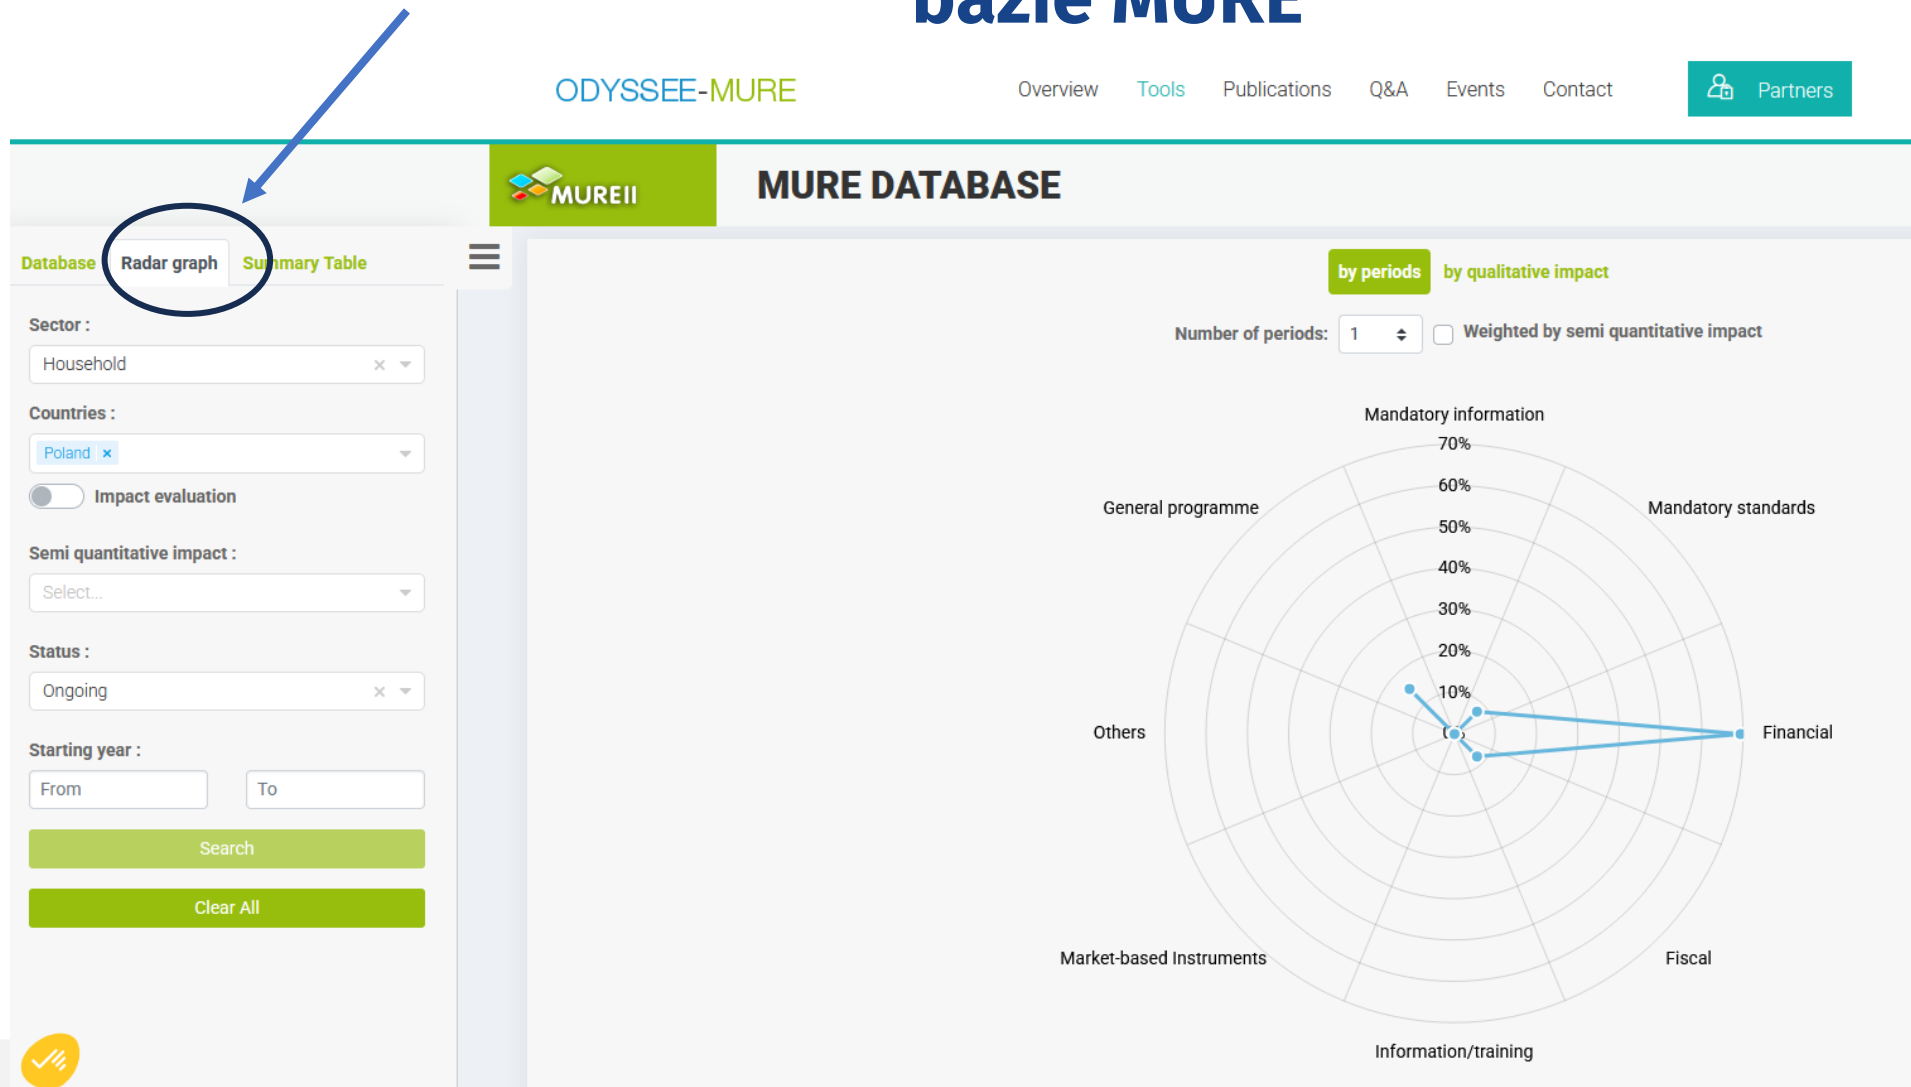 bazie MURE
ODYSSEE-MURE
Overview Tools Publications Q&A Events Contact Partners
MUREII
MURE DATABASE
Database Radar graph Summary Table
by periods by qualitative impact
Number of periods: 1 Weighted by semi quantitative impact
Sector :
Household
Countries :
Poland
Impact evaluation
Semi quantitative impact :
Select...
Status :
Ongoing
Starting year :
From To
Search
Clear All
Mandatory information
70%
60%
50%
40%
30%
20%
10%
Mandatory standards
Financial
Fiscal
Information/training
Market-based Instruments
Others
General programme